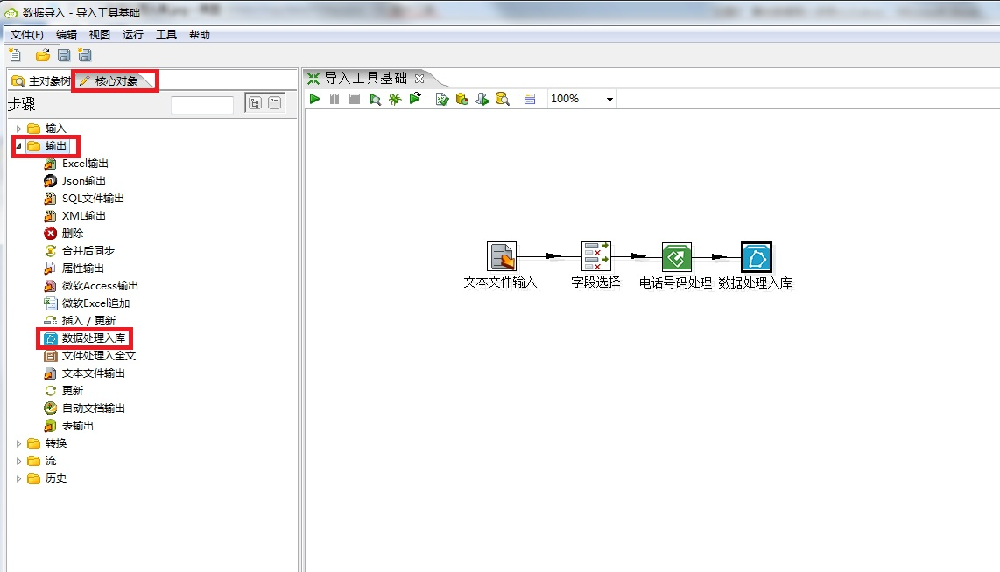 数据导入 - 导入工具基础
文件(F) 编辑 视图 运行 工具 帮助
主对象树 核心对象
步骤
输入
输出
Excel输出
Json输出
SQL文件输出
XML输出
删除
合并后同步
属性输出
微软Access输出
微软Excel追加
插入 / 更新
数据处理入库
文件处理入全文
文本文件输出
更新
自动文档输出
表输出
转换
流
历史
导入工具基础
100%
文本文件输入 字段选择 电话号码处理 数据处理入库